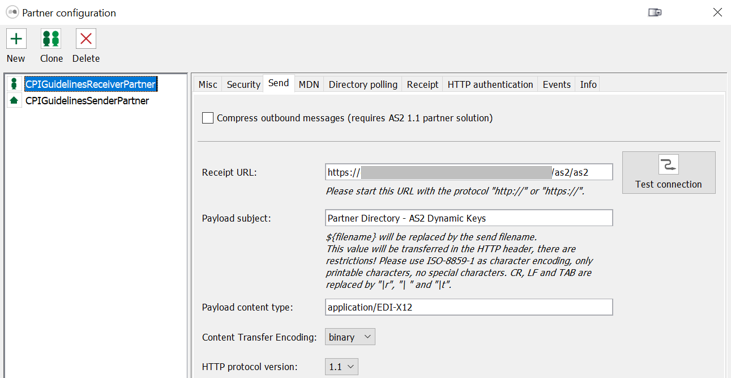 Partner configuration
New Clone Delete
CPIGuidelinesReceiverPartner
CPIGuidelinesSenderPartner
Misc Security Send MDN Directory polling Receipt HTTP authentication Events Info
Compress outbound messages (requires AS2 1.1 partner solution)
Receipt URL: https:// /as2/as2
Please start this URL with the protocol "http://" or "https://".
Test connection
Payload subject: Partner Directory - AS2 Dynamic Keys
${filename} will be replaced by the send filename.
This value will be transferred in the HTTP header, there are
restrictions! Please use ISO-8859-1 as character encoding, only
printable characters, no special characters. CR, LF and TAB are
replaced by "\r", "\ " and "\t".
Payload content type: application/EDI-X12
Content Transfer Encoding: binary
HTTP protocol version: 1.1